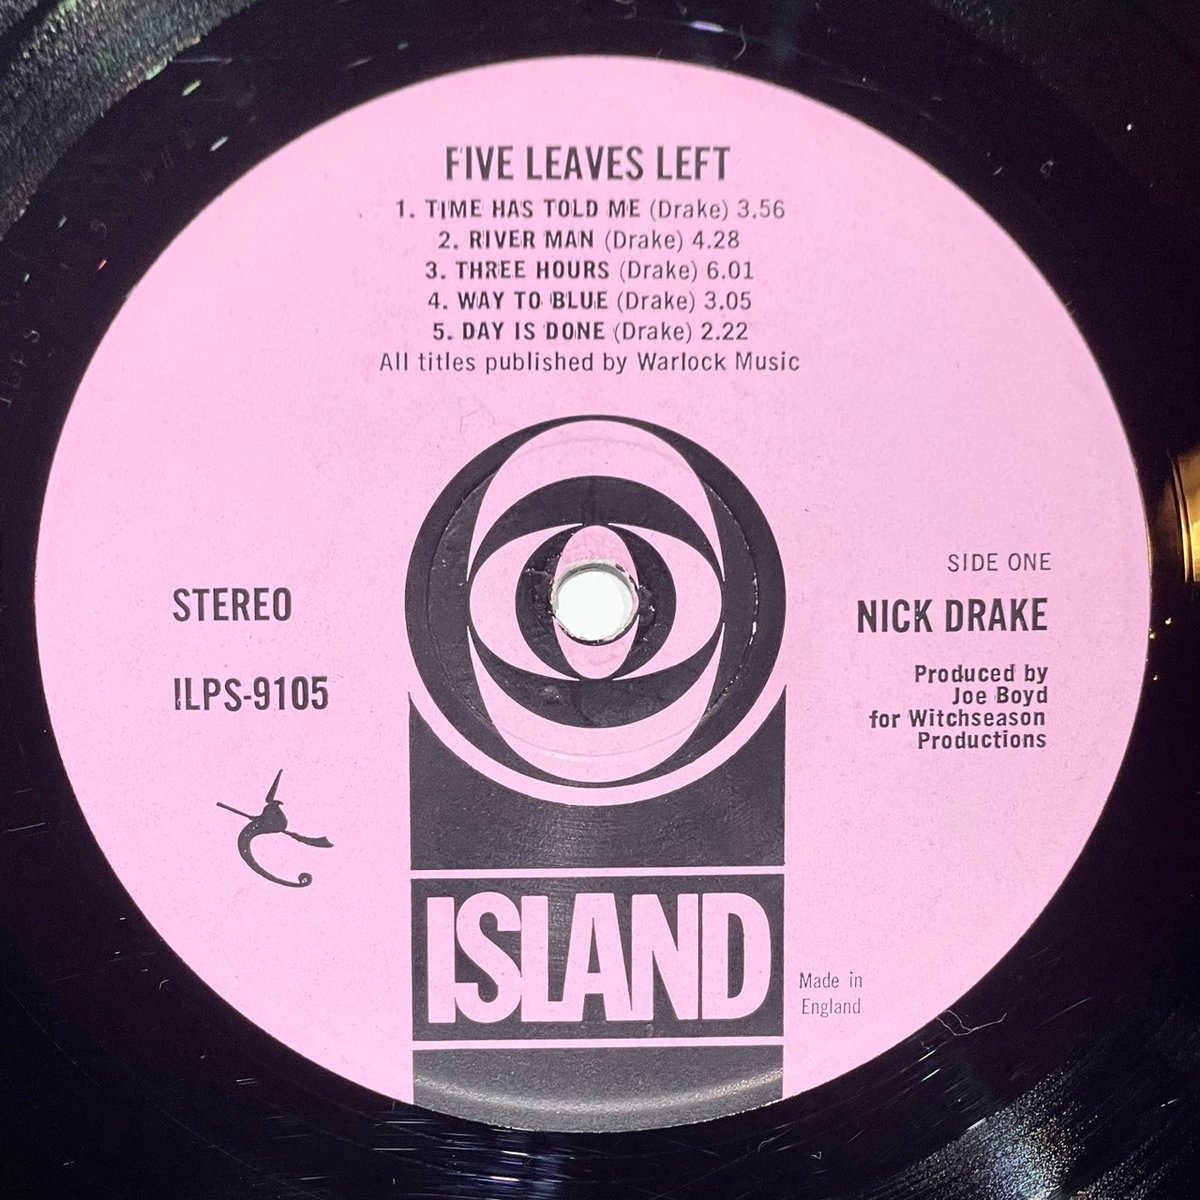 FIVE LEAVES LEFT
1. TIME HAS TOLD ME (Drake) 3.56
2. RIVER MAN (Drake) 4.28
3. THREE HOURS (Drake) 6.01
4. WAY TO BLUE (Drake) 3.05
5. DAY IS DONE (Drake) 2.22
All titles published by Warlock Music
STEREO
ILPS-9105
SIDE ONE
NICK DRAKE
Produced by
Joe Boyd
for Witchseason
Productions
ISLAND
Made in
England